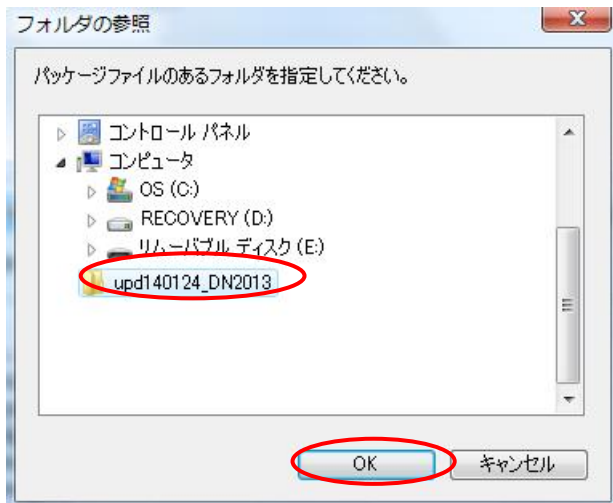 フォルダの参照
パッケージファイルのあるフォルダを指定してください。
コントロール パネル
コンピュータ
OS (C:)
RECOVERY (D:)
リムーバブル ディスク (E:)
upd140124_DN2013
OK キャンセル